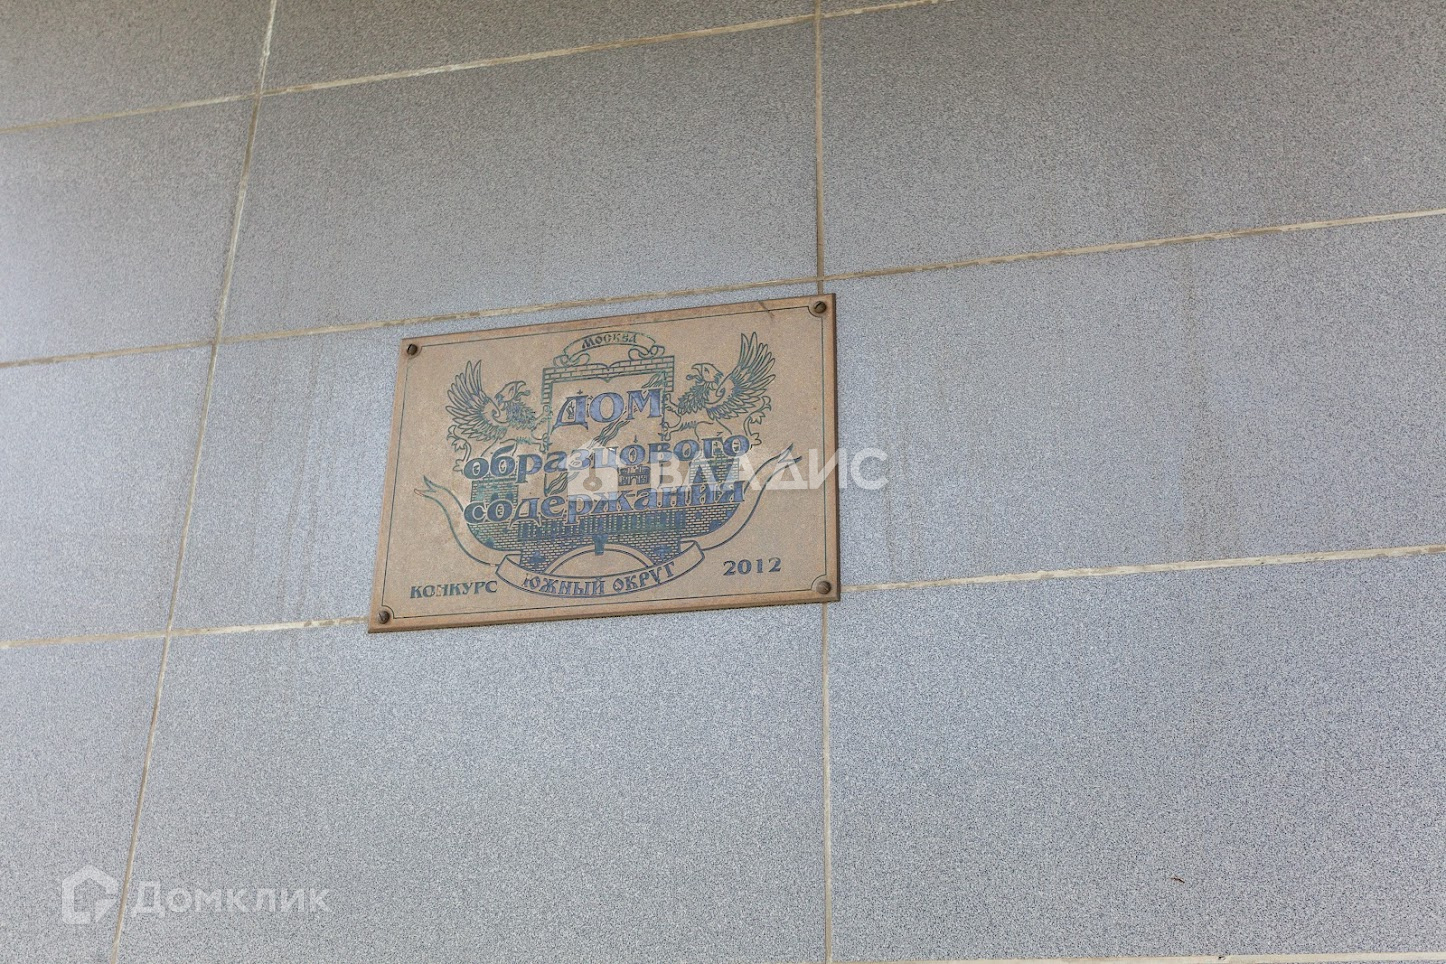 МОСКВА
ДОМ
образцового
содержания
ВЛАДИС
ЮЖНЫЙ ОКРУГ
КОНКУРС
2012
Домклик